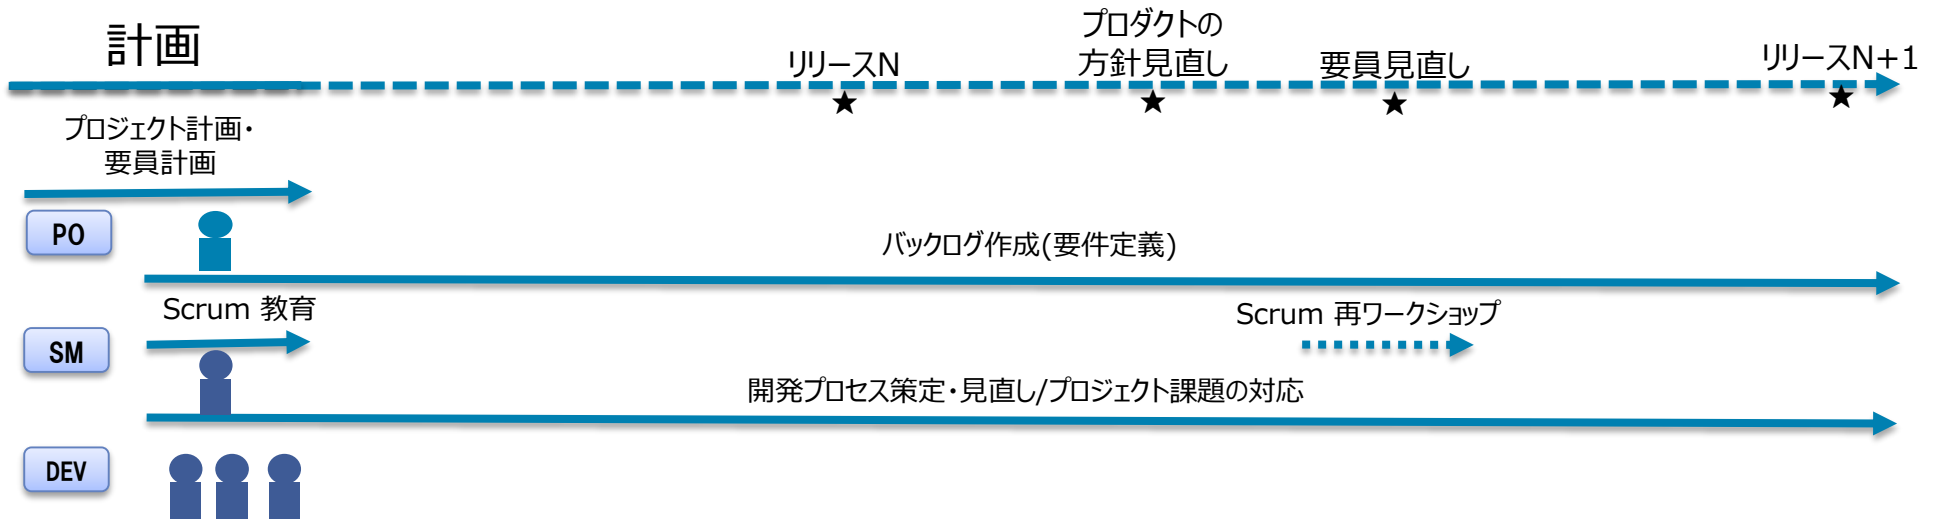 計画
リリースN
プロダクトの
方針見直し
要員見直し
リリースN+1
プロジェクト計画・
要員計画
PO
バックログ作成(要件定義)
Scrum 教育
Scrum 再ワークショップ
SM
開発プロセス策定・見直し/プロジェクト課題の対応
DEV